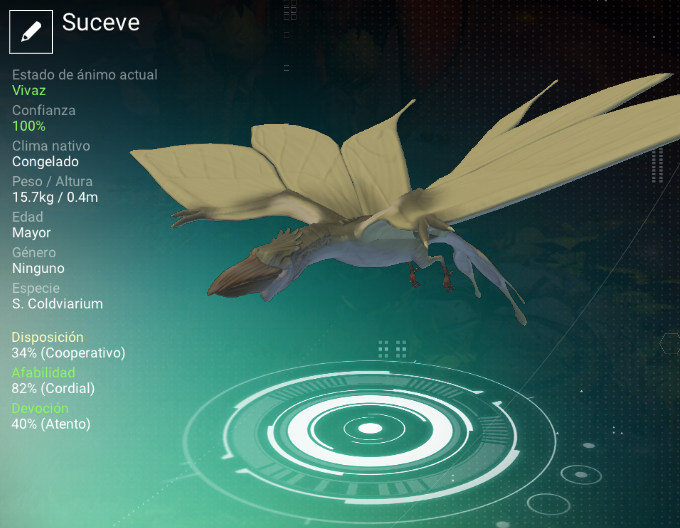 Suceve
Estado de ánimo actual
Vivaz
Confianza
100%
Clima nativo
Congelado
Peso / Altura
15.7kg / 0.4m
Edad
Mayor
Género
Ninguno
Especie
S. Coldviarium
Disposición
34% (Cooperativo)
Afabilidad
82% (Cordial)
Devoción
40% (Atento)